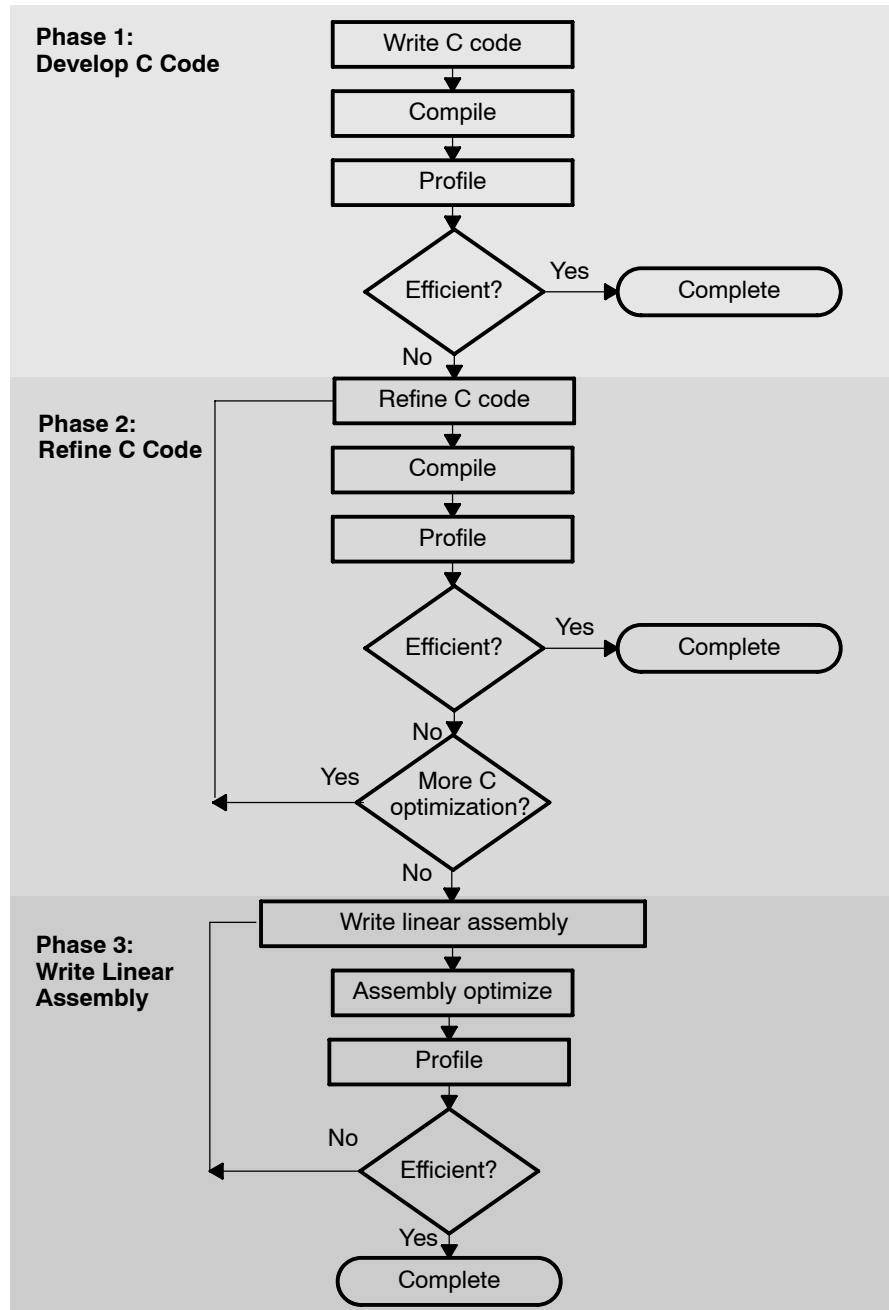 Phase 1:
Develop C Code
Write C code
Compile
Profile
Efficient?
Yes
Complete
No
Phase 2:
Refine C Code
Refine C code
Compile
Profile
Efficient?
Yes
Complete
No
More C
optimization?
Yes
No
Phase 3:
Write Linear
Assembly
Write linear assembly
Assembly optimize
Profile
Efficient?
No
Yes
Complete